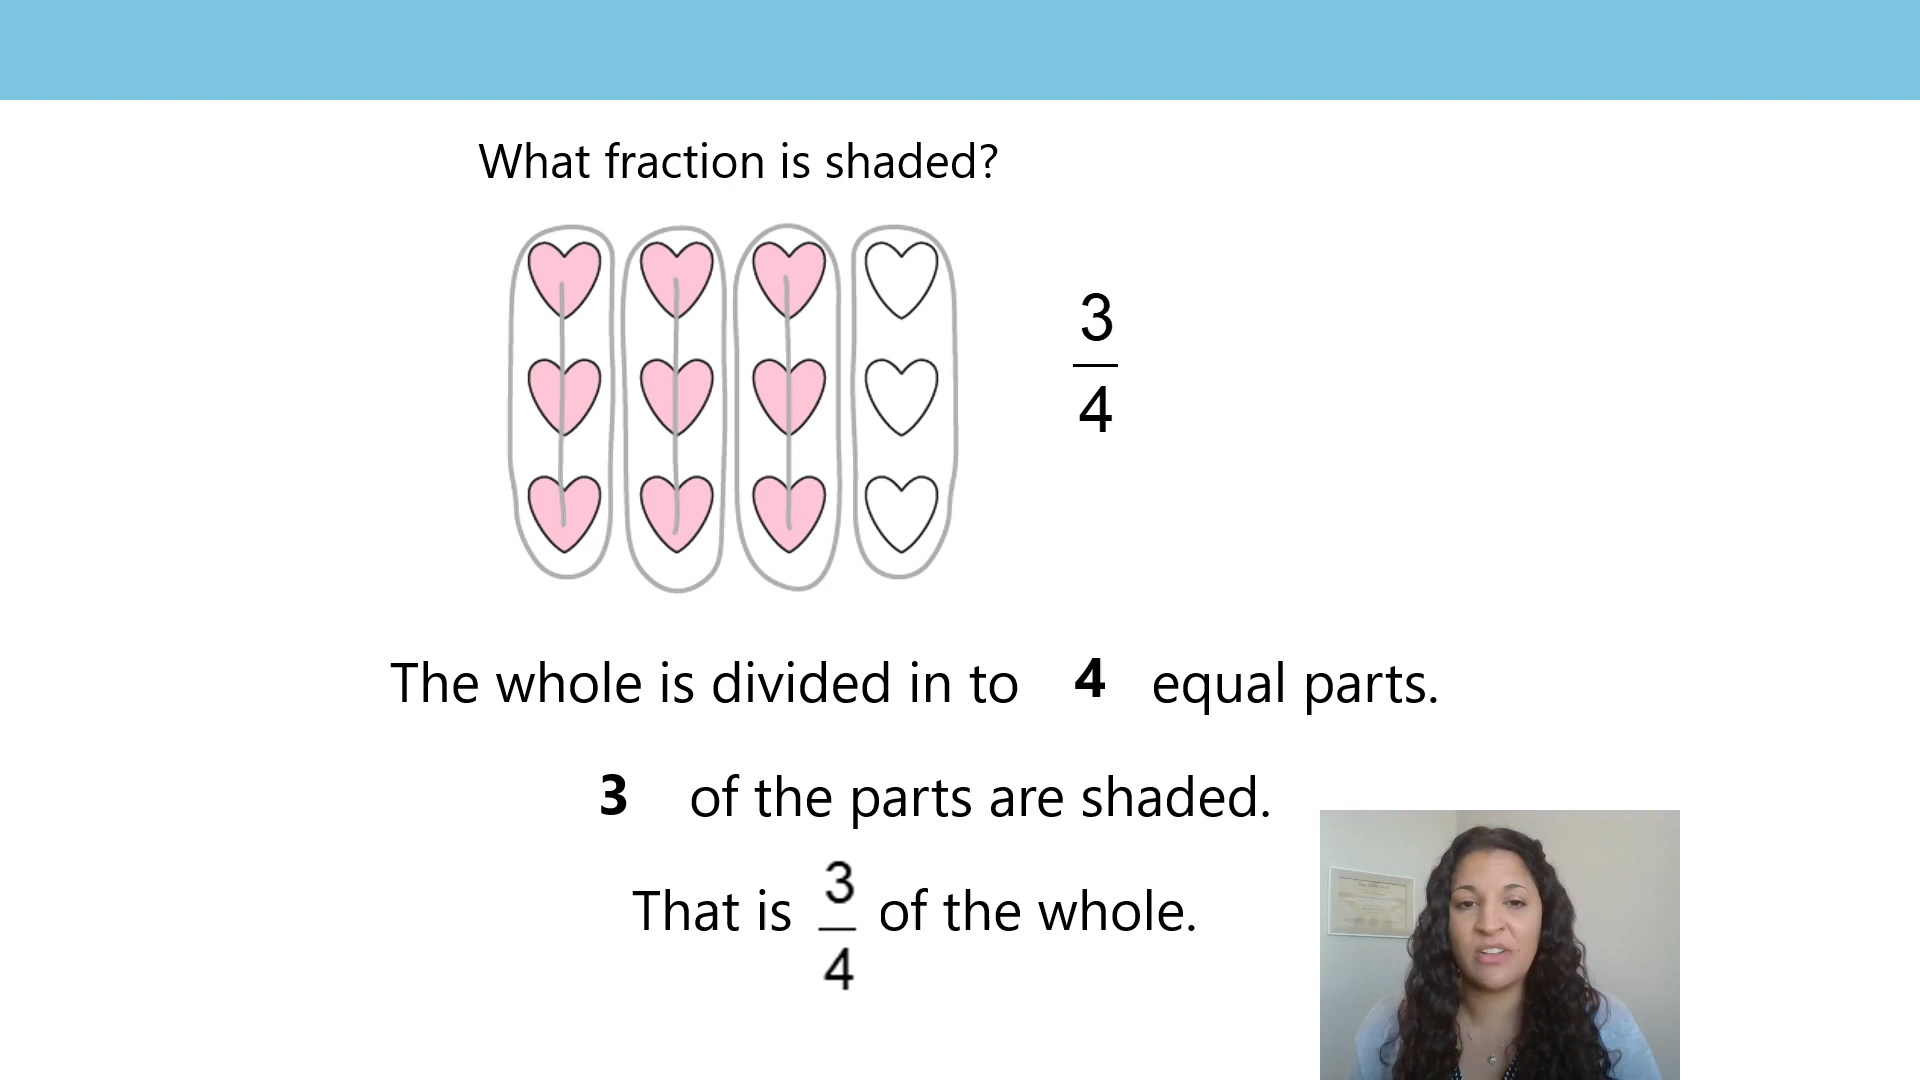 What fraction is shaded?
3
4
The whole is divided in to 4 equal parts.
3 of the parts are shaded.
That is 3/4 of the whole.